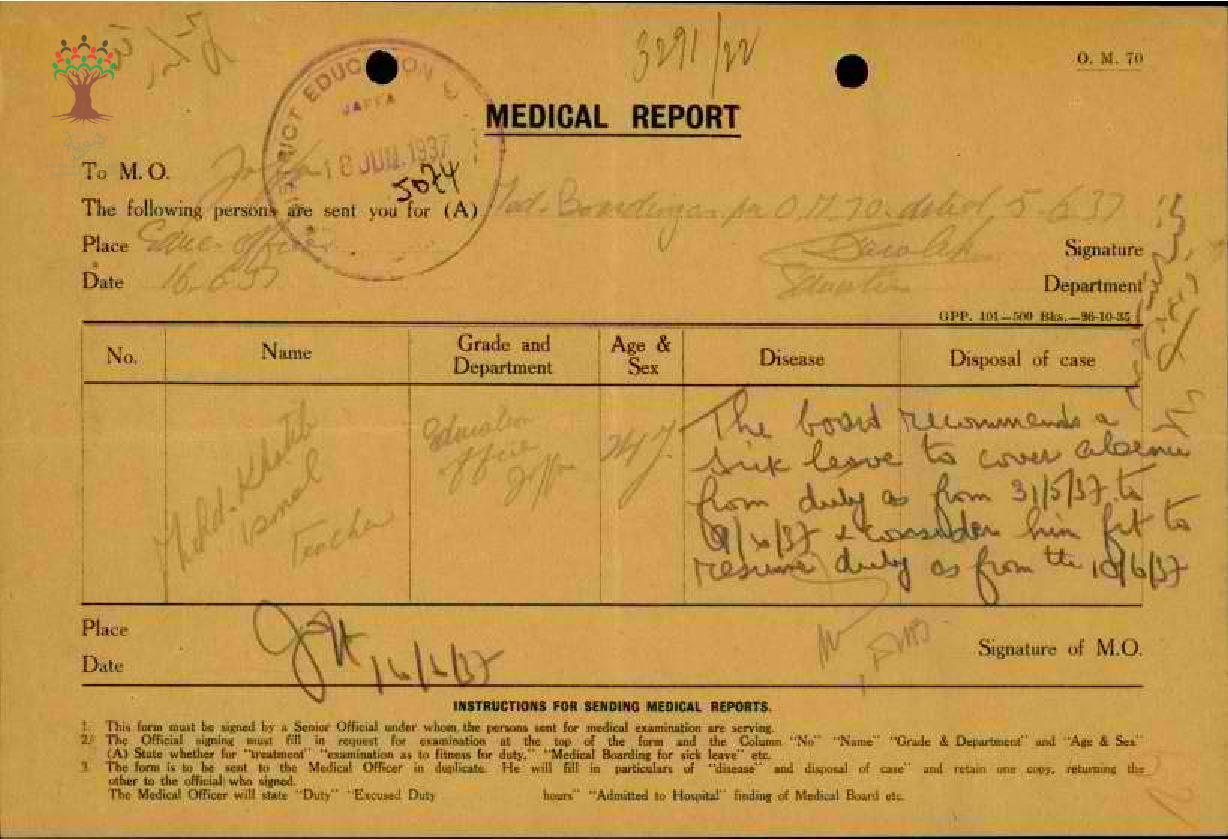 3291/22
O. M. 70
DISTRICT EDUCATION
JAFFA
18 JUN. 1937
5074
MEDICAL REPORT
To M. O. Jaffa
The following persons are sent you for (A) Med. Boarding as per O.M 70 dated 5.6.37
Place Educ. Office
Signature
Date 16.6.37
Education Department
GPP. 101—500 Bks.—26-10-35
No. Name Grade and Department Age & Sex Disease Disposal of case
Mohd. Khatib
Teacher
Education
Office
Jaffa
24
The board recommends a
sick leave to cover absence
from duty as from 31/5/37 to
9/6/37 & consider him fit to
resume duty as from the 10/6/37
Place
Date 16/6/37
Signature of M.O.
INSTRUCTIONS FOR SENDING MEDICAL REPORTS.
1. This form must be signed by a Senior Official under whom the persons sent for medical examination are serving.
2. The Official signing must fill in request for examination at the top of the form and the Column "No" "Name" "Grade & Department" and "Age & Sex"
(A) State whether for "treatment" "examination as to fitness for duty," "Medical Boarding for sick leave" etc.
3. The form is to be sent to the Medical Officer in duplicate. He will fill in particulars of "disease" and disposal of case" and retain one copy, returning the
other to the official who signed.
The Medical Officer will state "Duty" "Excused Duty hours" "Admitted to Hospital" finding of Medical Board etc.